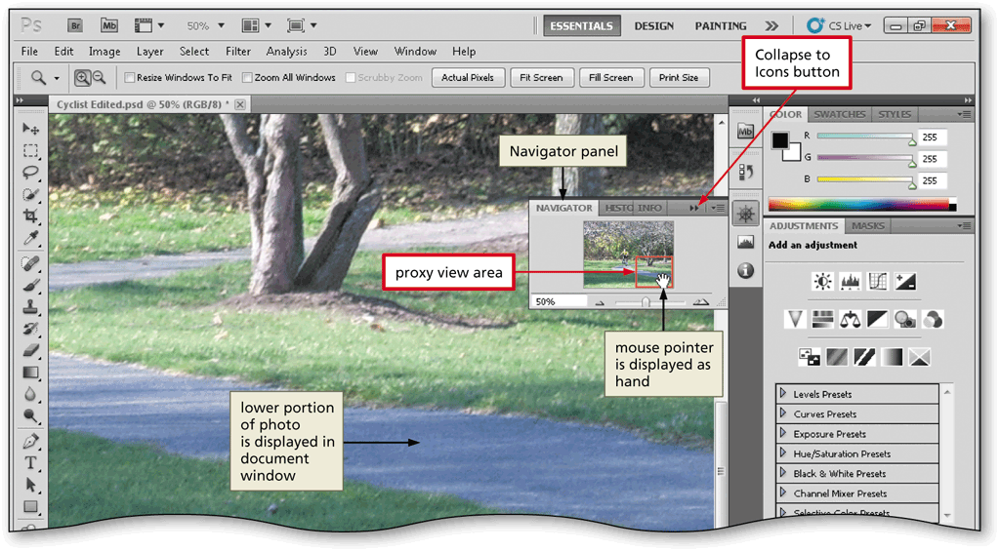 Ps Br Mb 50% ESSENTIALS DESIGN PAINTING CS Live
File Edit Image Layer Select Filter Analysis 3D View Window Help
Collapse to
Icons button
Resize Windows To Fit Zoom All Windows Scrubby Zoom Actual Pixels Fit Screen Fill Screen Print Size
Cyclist Edited.psd @ 50% (RGB/8) *
COLOR SWATCHES STYLES
Mb
R 255
G 255
B 255
Navigator panel
NAVIGATOR HISTO INFO
ADJUSTMENTS MASKS
Add an adjustment
proxy view area
50%
mouse pointer
is displayed as
hand
lower portion
of photo
is displayed in
document
window
Levels Presets
Curves Presets
Exposure Presets
Hue/Saturation Presets
Black & White Presets
Channel Mixer Presets
Selective Color Presets
T